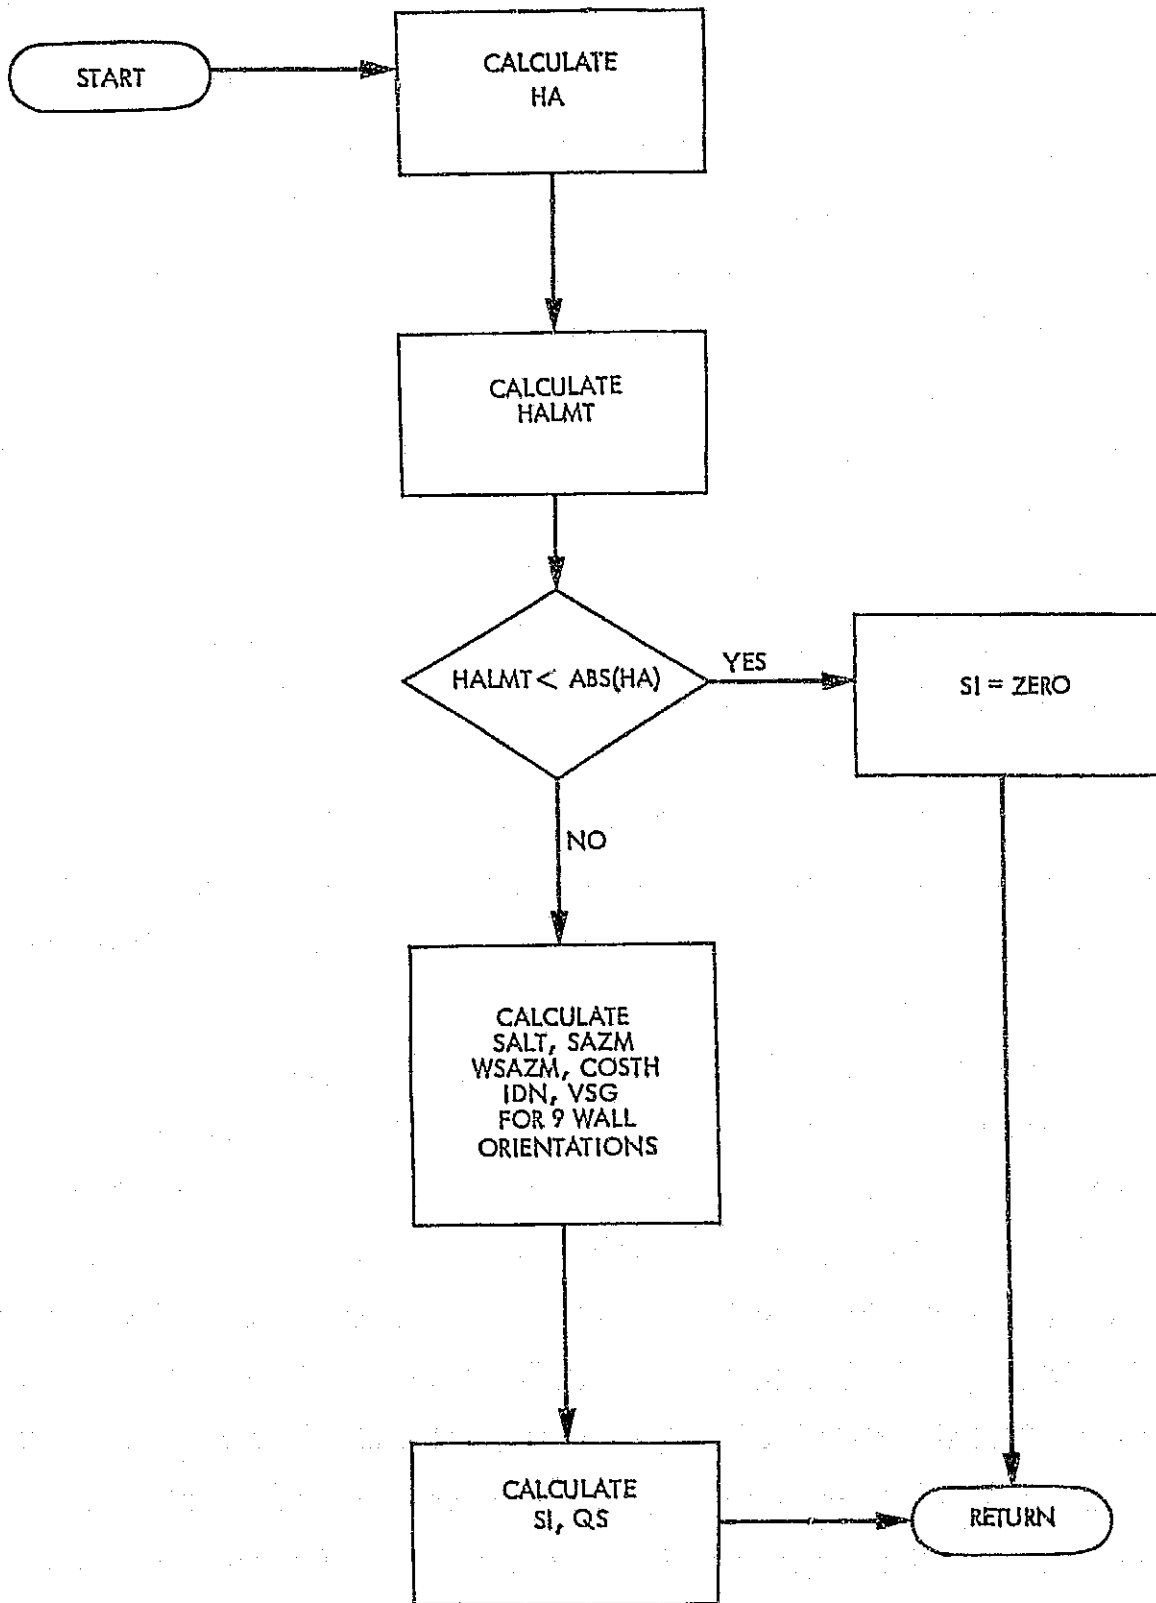 START
CALCULATE
HA
CALCULATE
HALMT
HALMT < ABS(HA)
YES
SI = ZERO
NO
CALCULATE
SALT, SAZM
WSAZM, COSTH
IDN, VSG
FOR 9 WALL
ORIENTATIONS
CALCULATE
SI, QS
RETURN